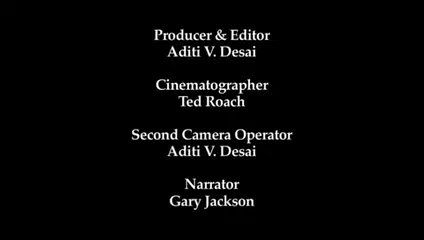 Producer & Editor
Aditi V. Desai
Cinematographer
Ted Roach
Second Camera Operator
Aditi V. Desai
Narrator
Gary Jackson